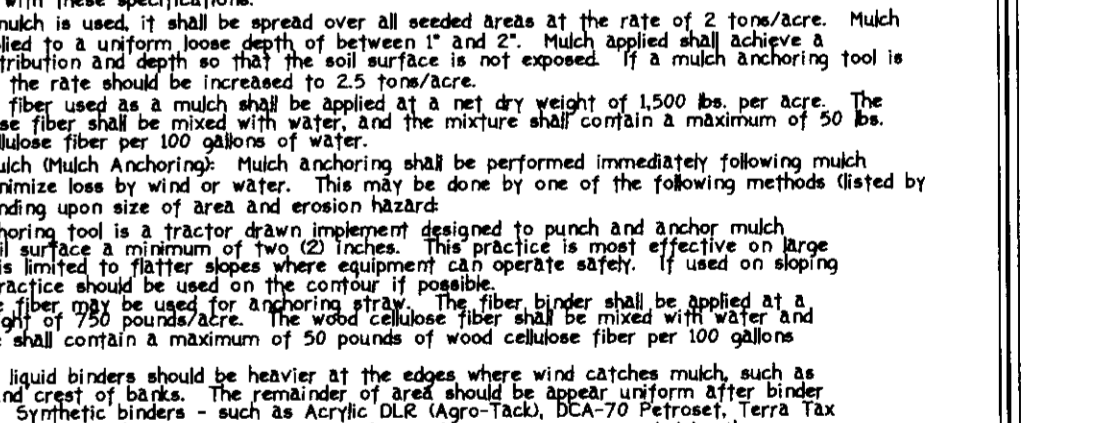 with these specifications.
mulch is used, it shall be spread over all seeded areas at the rate of 2 tons/acre. Mulch
lied to a uniform loose depth of between 1" and 2". Mulch applied shall achieve a
tribution and depth so that the soil surface is not exposed. If a mulch anchoring tool is
the rate should be increased to 2.5 tons/acre.
fiber used as a mulch shall be applied at a net dry weight of 1,500 lbs. per acre. The
se fiber shall be mixed with water, and the mixture shall contain a maximum of 50 lbs.
llulose fiber per 100 gallons of water.
ulch (Mulch Anchoring): Mulch anchoring shall be performed immediately following mulch
nimize loss by wind or water. This may be done by one of the following methods (listed by
nding upon size of area and erosion hazard:
horing tool is a tractor drawn implement designed to punch and anchor mulch
il surface a minimum of two (2) inches. This practice is most effective on large
is limited to flatter slopes where equipment can operate safely. If used on sloping
ractice should be used on the contour if possible.
e fiber may be used for anchoring straw. The fiber binder shall be applied at a
ght of 750 pounds/acre. The wood cellulose fiber shall be mixed with water and
e shall contain a maximum of 50 pounds of wood cellulose fiber per 100 gallons
liquid binders should be heavier at the edges where wind catches mulch, such as
nd crest of banks. The remainder of area should be appear uniform after binder
Synthetic binders - such as Acrylic DLR (Agro-Tack), DCA-70 Petroset, Terra Tax